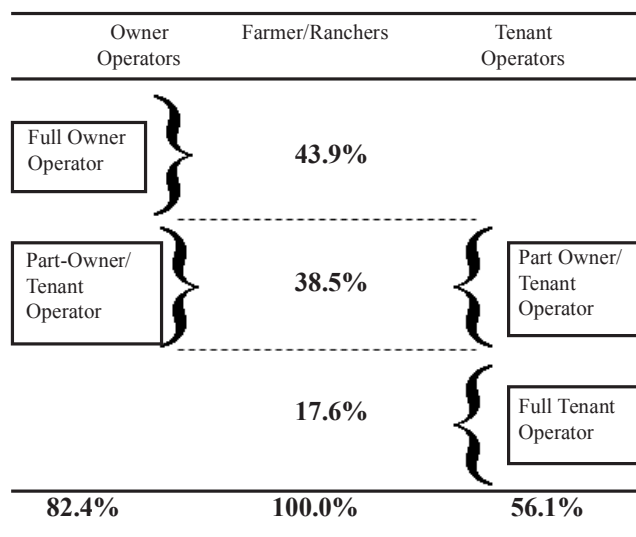 Owner Operators
Farmer/Ranchers
Tenant Operators
Full Owner
Operator
43.9%
Part-Owner/
Tenant
Operator
38.5%
Part Owner/
Tenant
Operator
17.6%
Full Tenant
Operator
82.4%
100.0%
56.1%